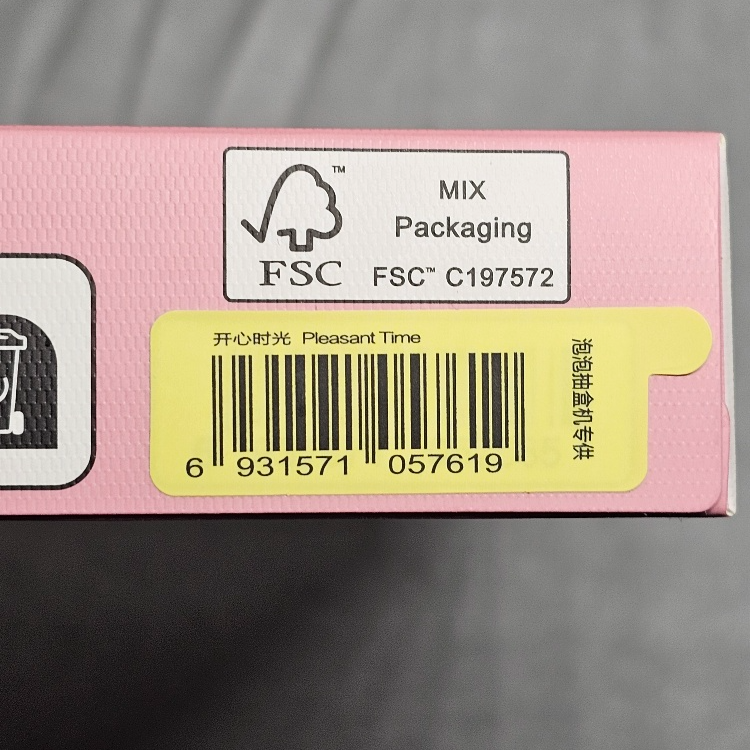 FSC™
MIX
Packaging
FSC™ C197572
开心时光 Pleasant Time
泡泡抽盒机专供
6 931571 057619